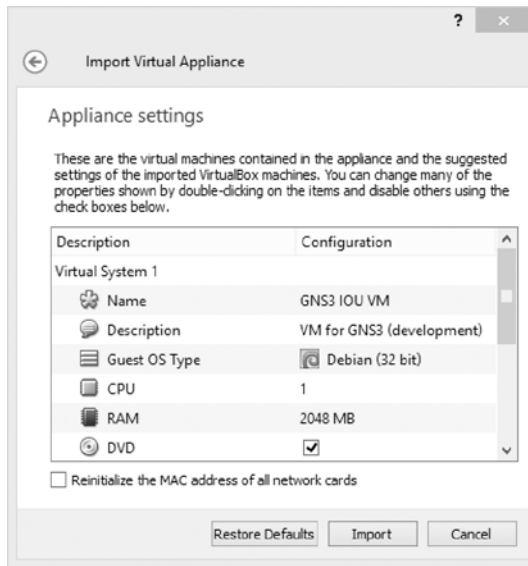 ?
Import Virtual Appliance
Appliance settings
These are the virtual machines contained in the appliance and the suggested
settings of the imported VirtualBox machines. You can change many of the
properties shown by double-clicking on the items and disable others using the
check boxes below.
Description Configuration
Virtual System 1
Name GNS3 IOU VM
Description VM for GNS3 (development)
Guest OS Type Debian (32 bit)
CPU 1
RAM 2048 MB
DVD
Reinitialize the MAC address of all network cards
Restore Defaults Import Cancel